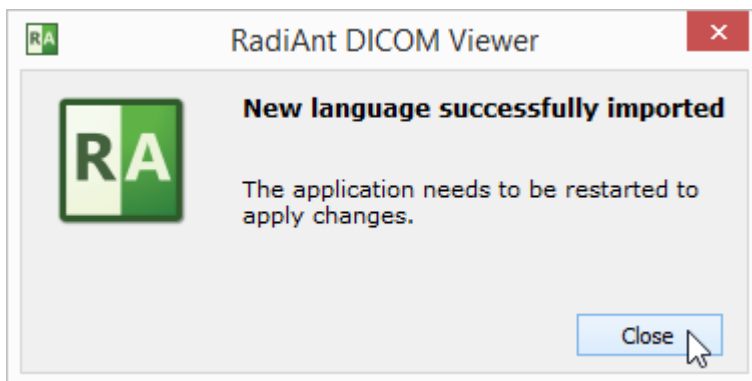 RA
RadiAnt DICOM Viewer
New language successfully imported
RA
The application needs to be restarted to
apply changes.
Close